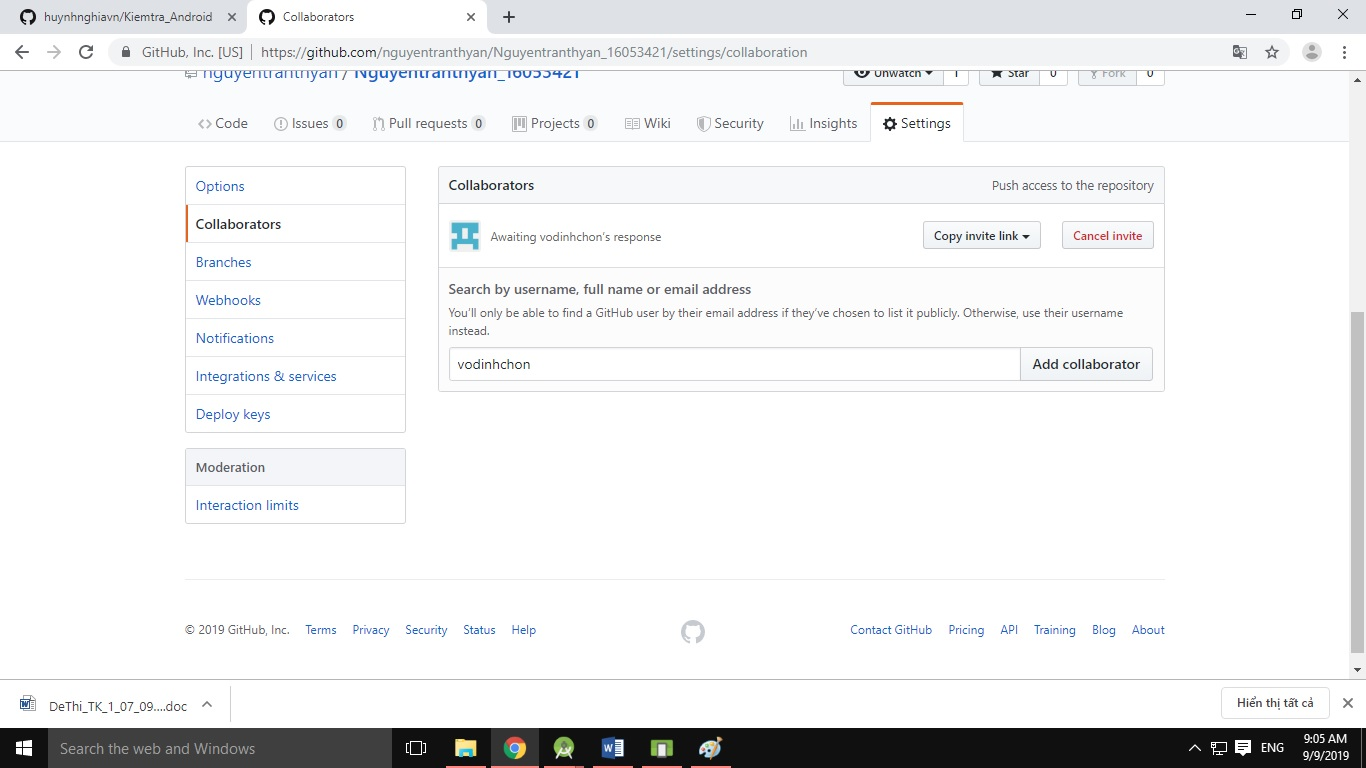 huynhnghiavn/Kiemtra_Android
Collaborators
GitHub, Inc. [US] | https://github.com/nguyentranthyan/Nguyentranthyan_16053421/settings/collaboration
nguyentranthyan / Nguyentranthyan_16053421
Unwatch 1 Star 0 Fork 0
Code Issues 0 Pull requests 0 Projects 0 Wiki Security Insights Settings
Options
Collaborators
Branches
Webhooks
Notifications
Integrations & services
Deploy keys
Moderation
Interaction limits
Collaborators Push access to the repository
Awaiting vodinhchon's response Copy invite link Cancel invite
Search by username, full name or email address
You'll only be able to find a GitHub user by their email address if they've chosen to list it publicly. Otherwise, use their username
instead.
vodinhchon Add collaborator
© 2019 GitHub, Inc. Terms Privacy Security Status Help Contact GitHub Pricing API Training Blog About
DeThi_TK_1_07_09....doc Hiển thị tất cả
Search the web and Windows ENG 9:05 AM
9/9/2019